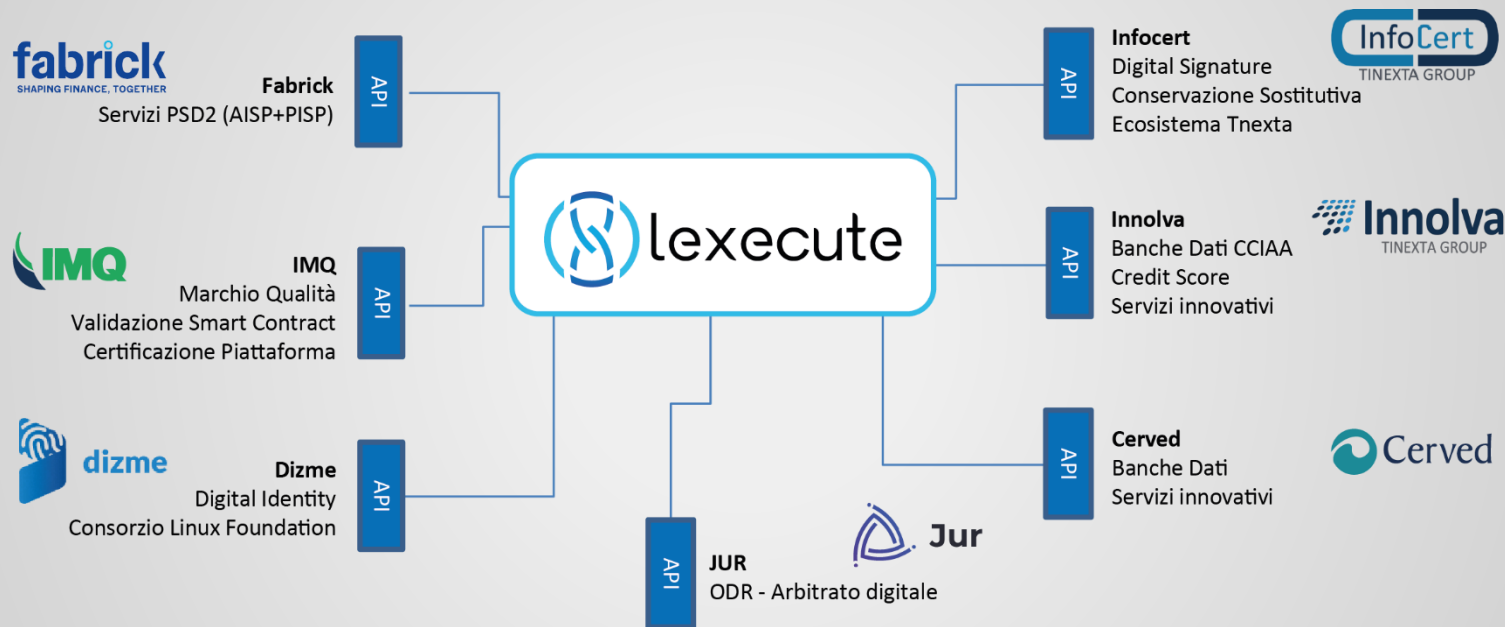 fabrick
SHAPING FINANCE, TOGETHER
Fabrick
Servizi PSD2 (AISP+PISP)
API
IMQ
IMQ
Marchio Qualità
Validazione Smart Contract
Certificazione Piattaforma
API
dizme
Dizme
Digital Identity
Consorzio Linux Foundation
API
lexecute
API
JUR
ODR - Arbitrato digitale
Jur
API
Infocert
Digital Signature
Conservazione Sostitutiva
Ecosistema Tnexta
InfoCert
TINEXTA GROUP
API
Innolva
Banche Dati CCIAA
Credit Score
Servizi innovativi
Innolva
TINEXTA GROUP
API
Cerved
Banche Dati
Servizi innovativi
Cerved